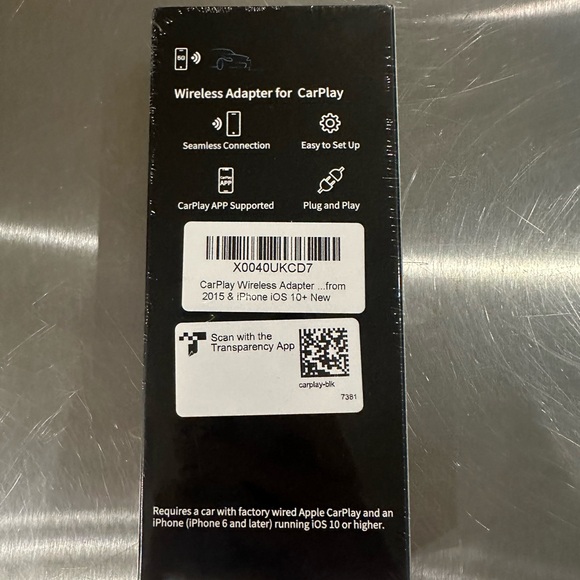 5G
Wireless Adapter for CarPlay
Seamless Connection
Easy to Set Up
APP
CarPlay APP Supported
Plug and Play
X0040UKCD7
CarPlay Wireless Adapter ...from
2015 & iPhone iOS 10+ New
Scan with the
Transparency App
carplay-blk
7381
Requires a car with factory wired Apple CarPlay and an
iPhone (iPhone 6 and later) running iOS 10 or higher.